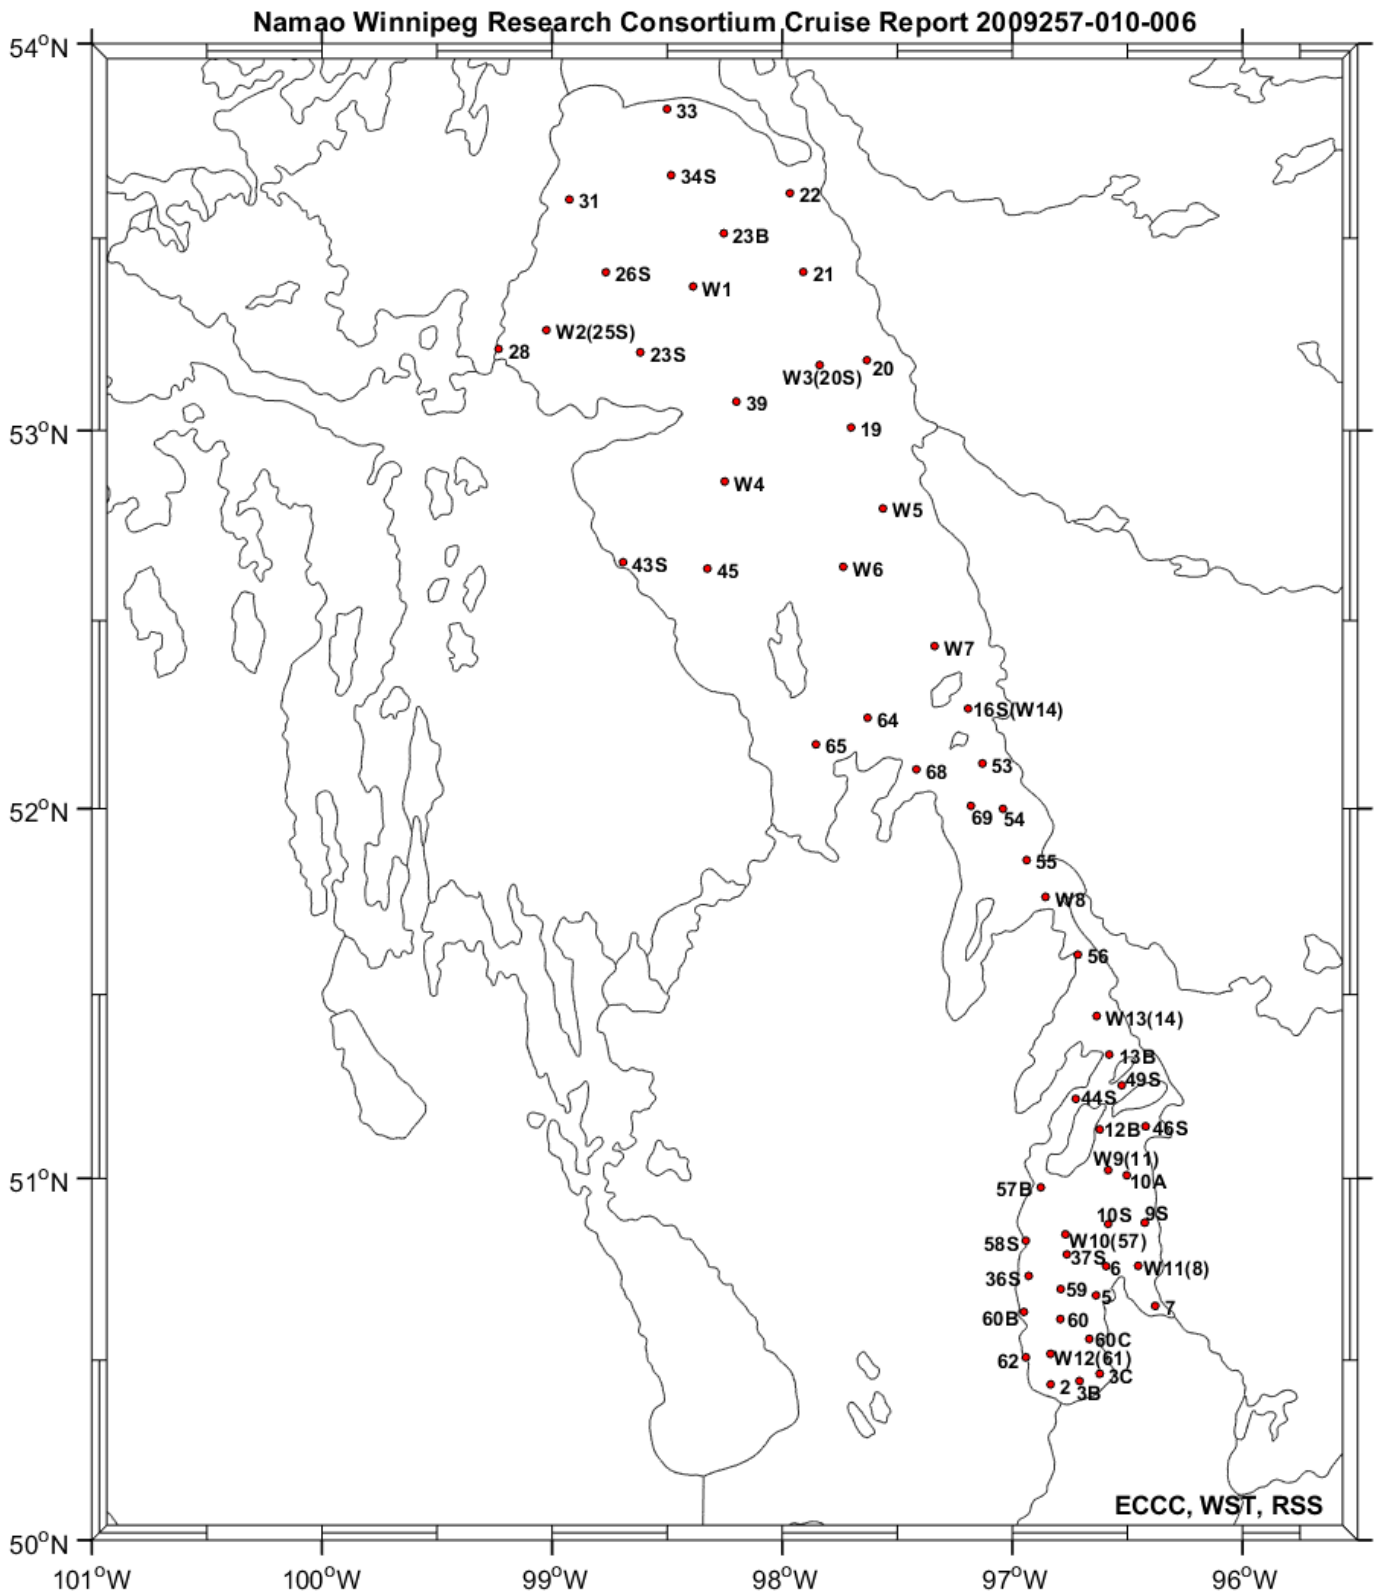 Namao Winnipeg Research Consortium Cruise Report 2009257-010-006
54°N
33
34S
31
22
23B
26S
21
W1
W2(25S)
28
23S
20
W3(20S)
39
53°N
19
W4
W5
43S
45
W6
W7
16S(W14)
64
65
53
68
52°N
69
54
55
W8
56
W13(14)
13B
49S
44S
12B
46S
W9(11)
51°N
10A
57B
10S
9S
58S
W10(57)
37S
6
W11(8)
36S
59
5
7
60B
60
60C
62
W12(61)
3C
2
3B
ECCC, WST, RSS
50°N
101°W
100°W
99°W
98°W
97°W
96°W